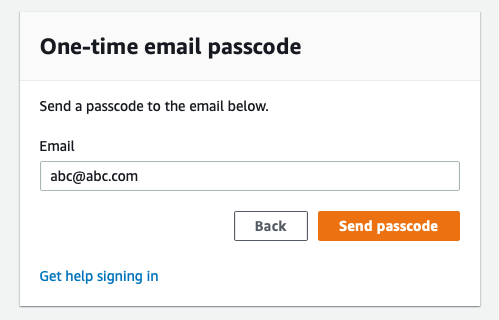 One-time email passcode
Send a passcode to the email below.
Email
abc@abc.com
Back
Send passcode
Get help signing in